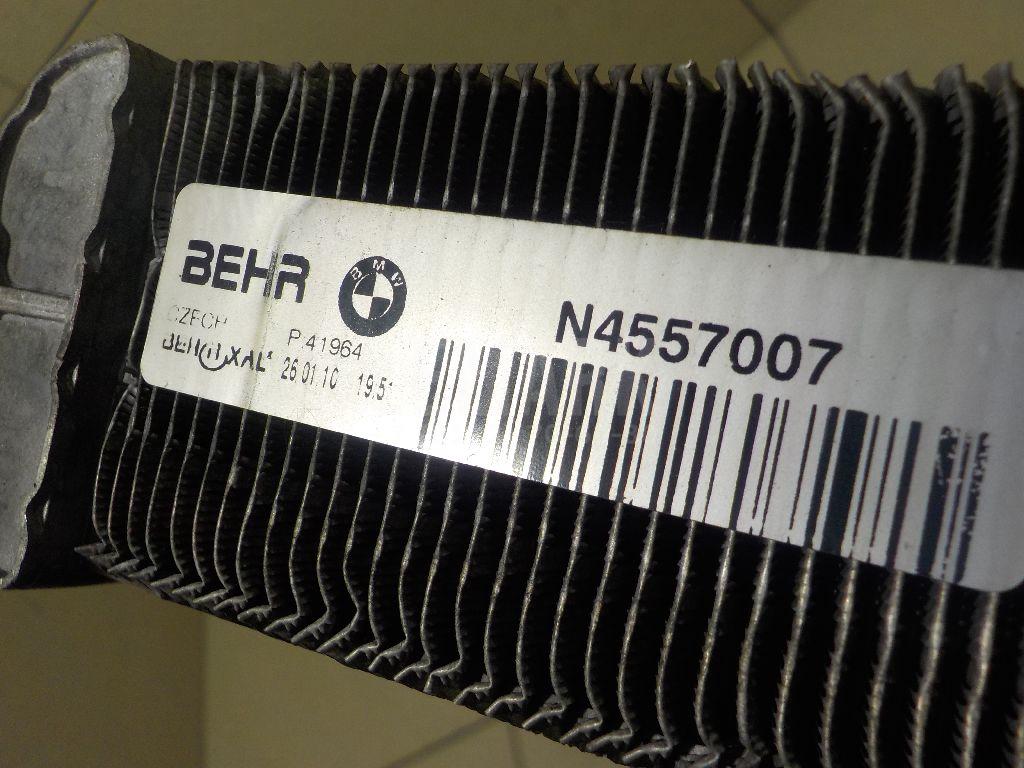 BEHR
BMW
N4557007
CZECH
P 41964
26 01 10 19:51